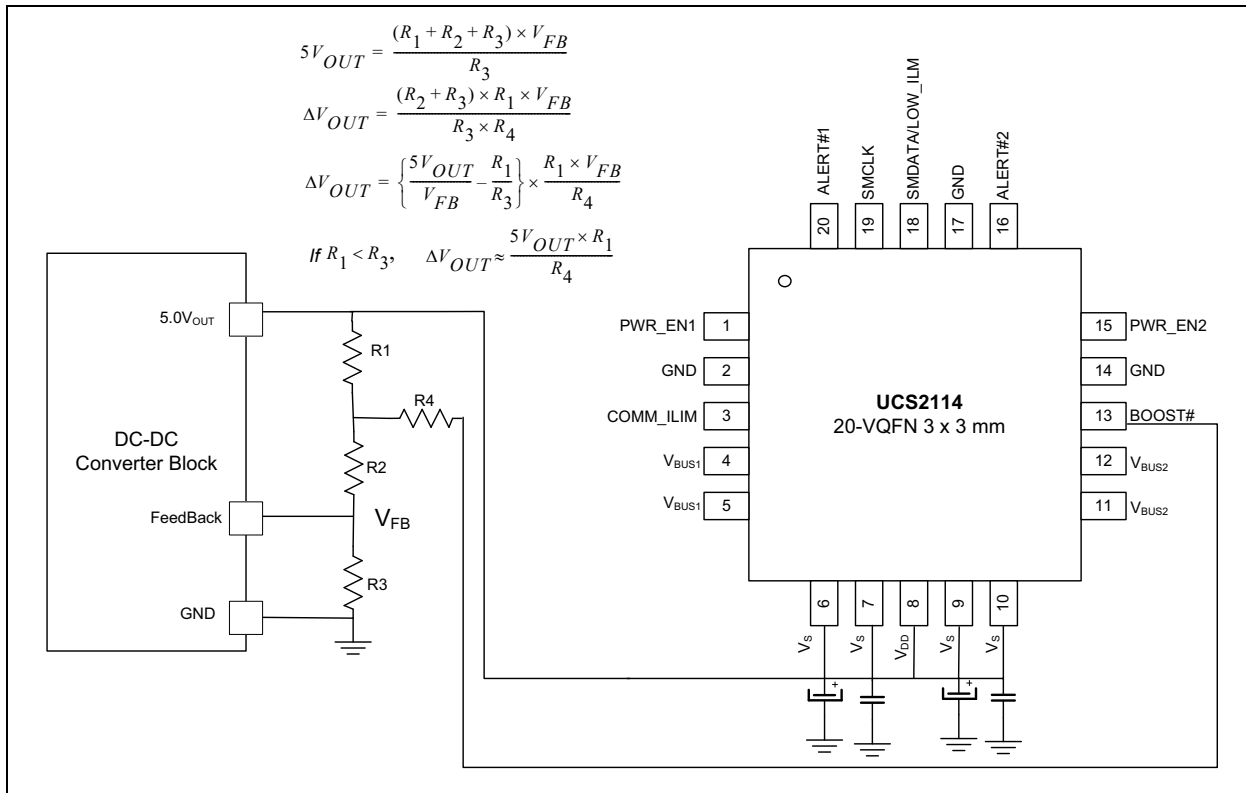 5V_OUT = (R_1 + R_2 + R_3) × V_FB / R_3
ΔV_OUT = (R_2 + R_3) × R_1 × V_FB / R_3 × R_4
ΔV_OUT = {5V_OUT / V_FB − R_1 / R_3} × R_1 × V_FB / R_4
If R_1 < R_3, ΔV_OUT ≈ 5V_OUT × R_1 / R_4
ALERT#1
SMCLK
SMDATA/LOW_ILM
GND
ALERT#2
20
19
18
17
16
5.0V_OUT
R1
R4
R2
DC-DC
Converter Block
FeedBack
V_FB
R3
GND
PWR_EN1 1
GND 2
COMM_ILIM 3
V_BUS1 4
V_BUS1 5
UCS2114
20-VQFN 3 x 3 mm
15 PWR_EN2
14 GND
13 BOOST#
12 V_BUS2
11 V_BUS2
6
7
8
9
10
V_S
V_S
V_DD
V_S
V_S
+
+